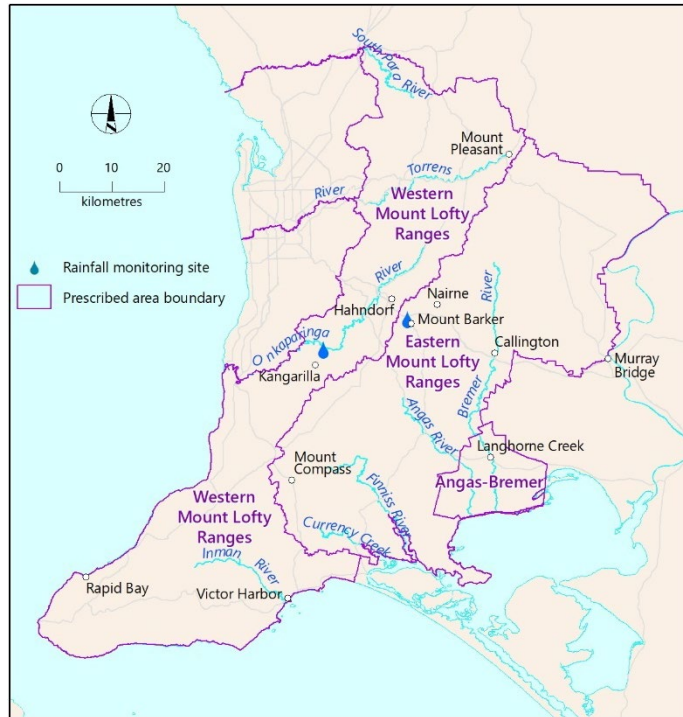 South Para River
Mount
Pleasant
Torrens
River
Western
Mount Lofty
Ranges
0 10 20
kilometres
Rainfall monitoring site
Prescribed area boundary
River
Hahndorf
Nairne
River
Onkaparinga
Mount Barker
Kangarilla
Eastern
Mount Lofty
Ranges
Callington
Murray
Bridge
Bremer
Angas River
Langhorne Creek
Mount
Compass
Angas-Bremer
Finniss River
Western
Mount Lofty
Ranges
Currency Creek
Inman
River
Rapid Bay
Victor Harbor